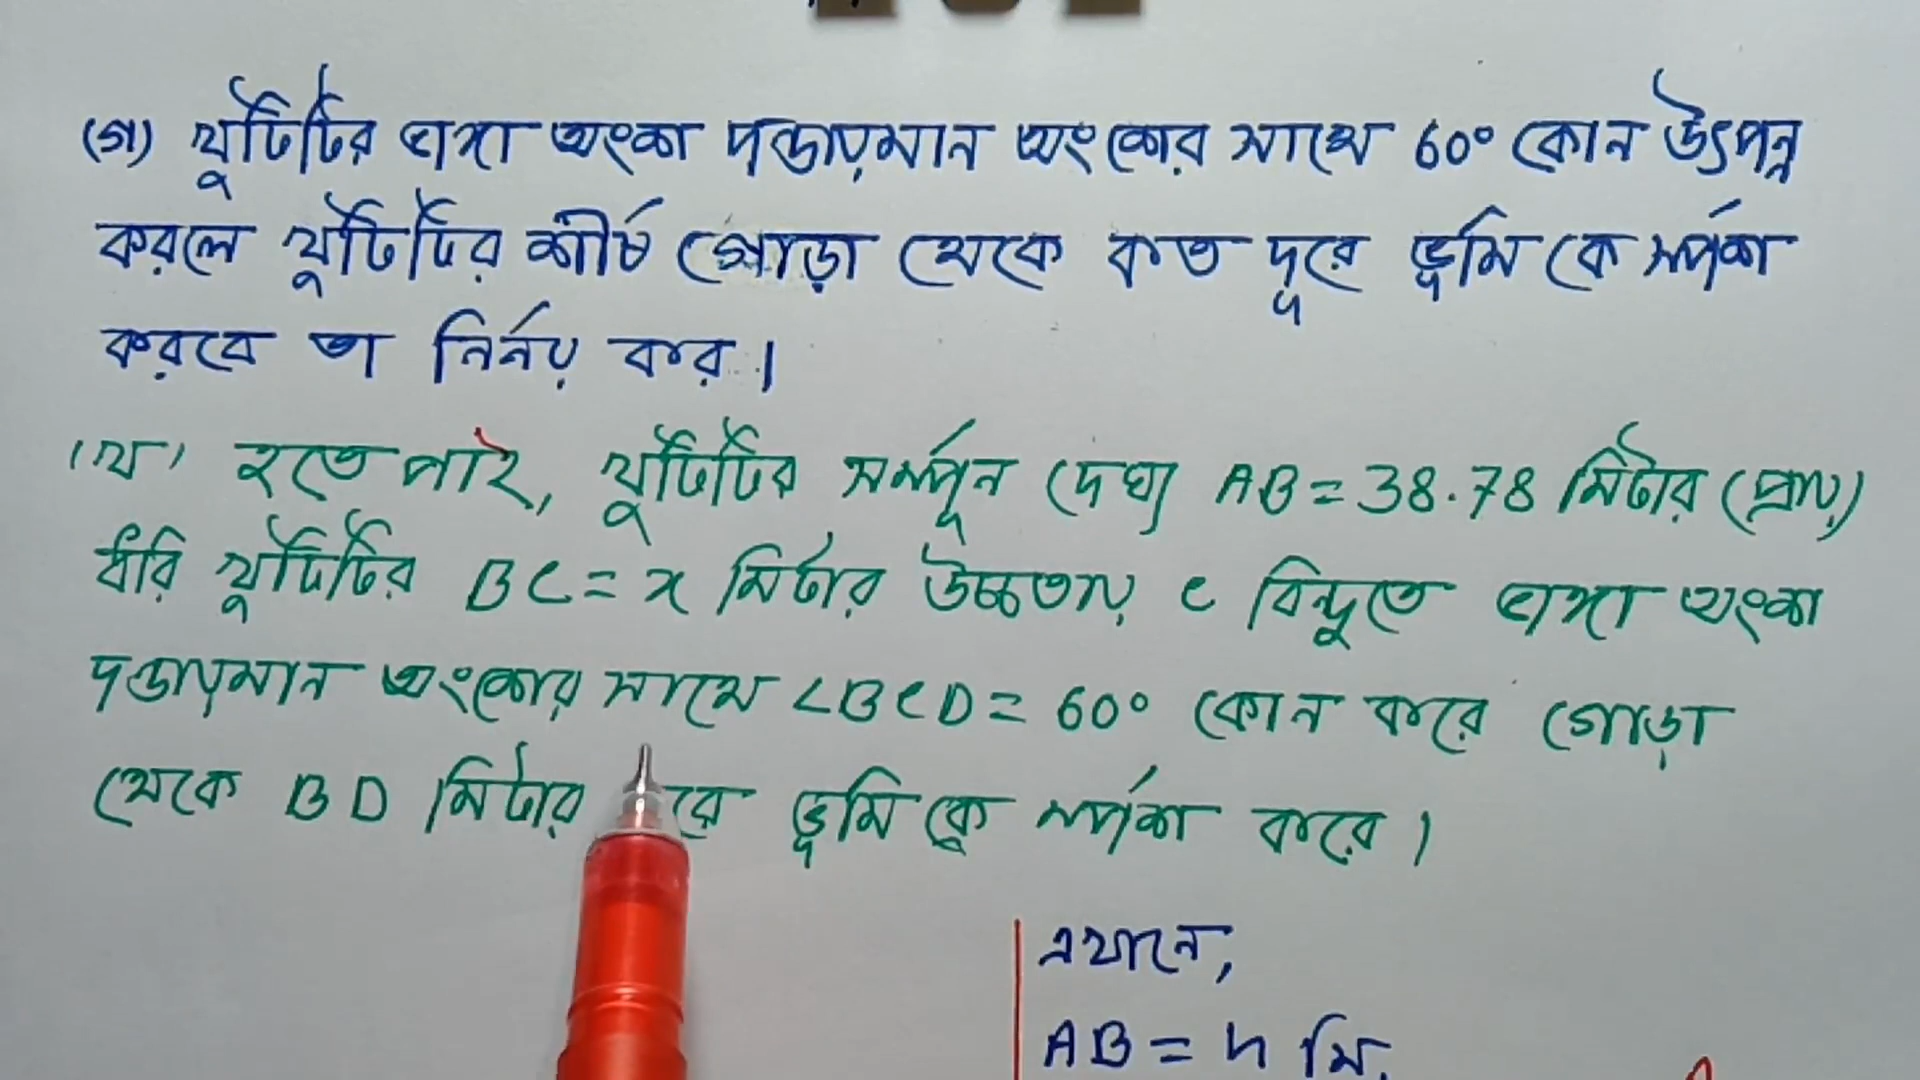 (গ) খুটিটির ভাঙ্গা অংশ দন্ডায়মান অংশের সাথে 60° কোন উৎপন্ন
করলে খুটিটির শীর্ষ গোড়া থেকে কত দূরে ভূমি কে স্পর্শ
করবে তা নির্নয় কর।
'খ' হতে পাই, খুটিটির সম্পূন দৈঘ্য AB = 38.78 মিটার (প্রায়)
ধরি খুটিটির BC = x মিটার উচ্চতায় C বিন্দুতে ভাঙ্গা অংশ
দন্ডায়মান অংশের সাথে ∠BCD = 60° কোন করে গোড়া
থেকে BD মিটার রে ভূমি কে স্পর্শ করে।
এখানে,
AB = h মি.